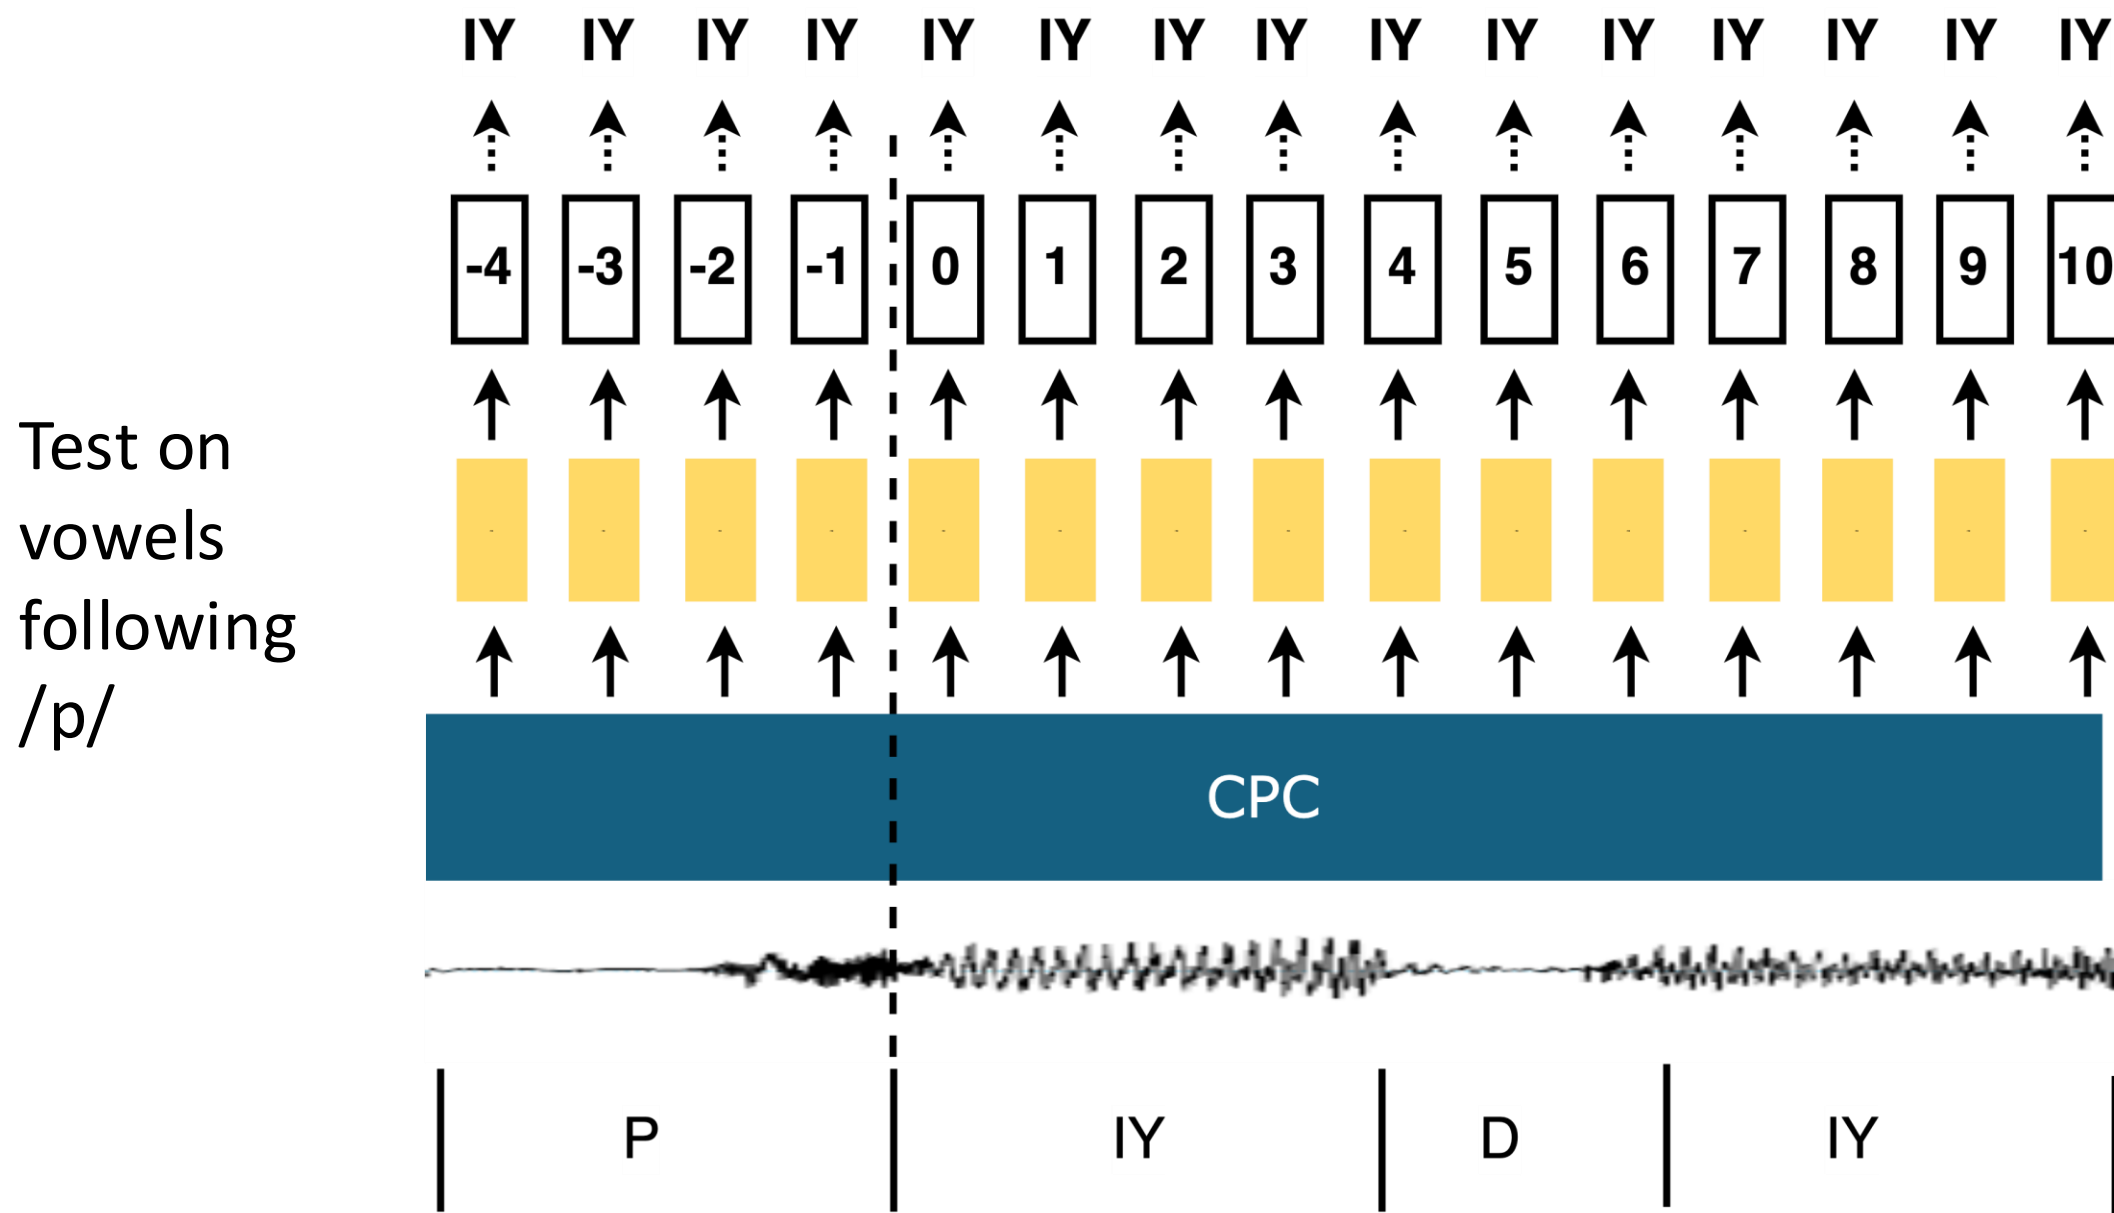 IY IY IY IY IY IY IY IY IY IY IY IY IY IY IY
-4 -3 -2 -1 0 1 2 3 4 5 6 7 8 9 10
Test on
vowels
following
/p/
CPC
P IY D IY